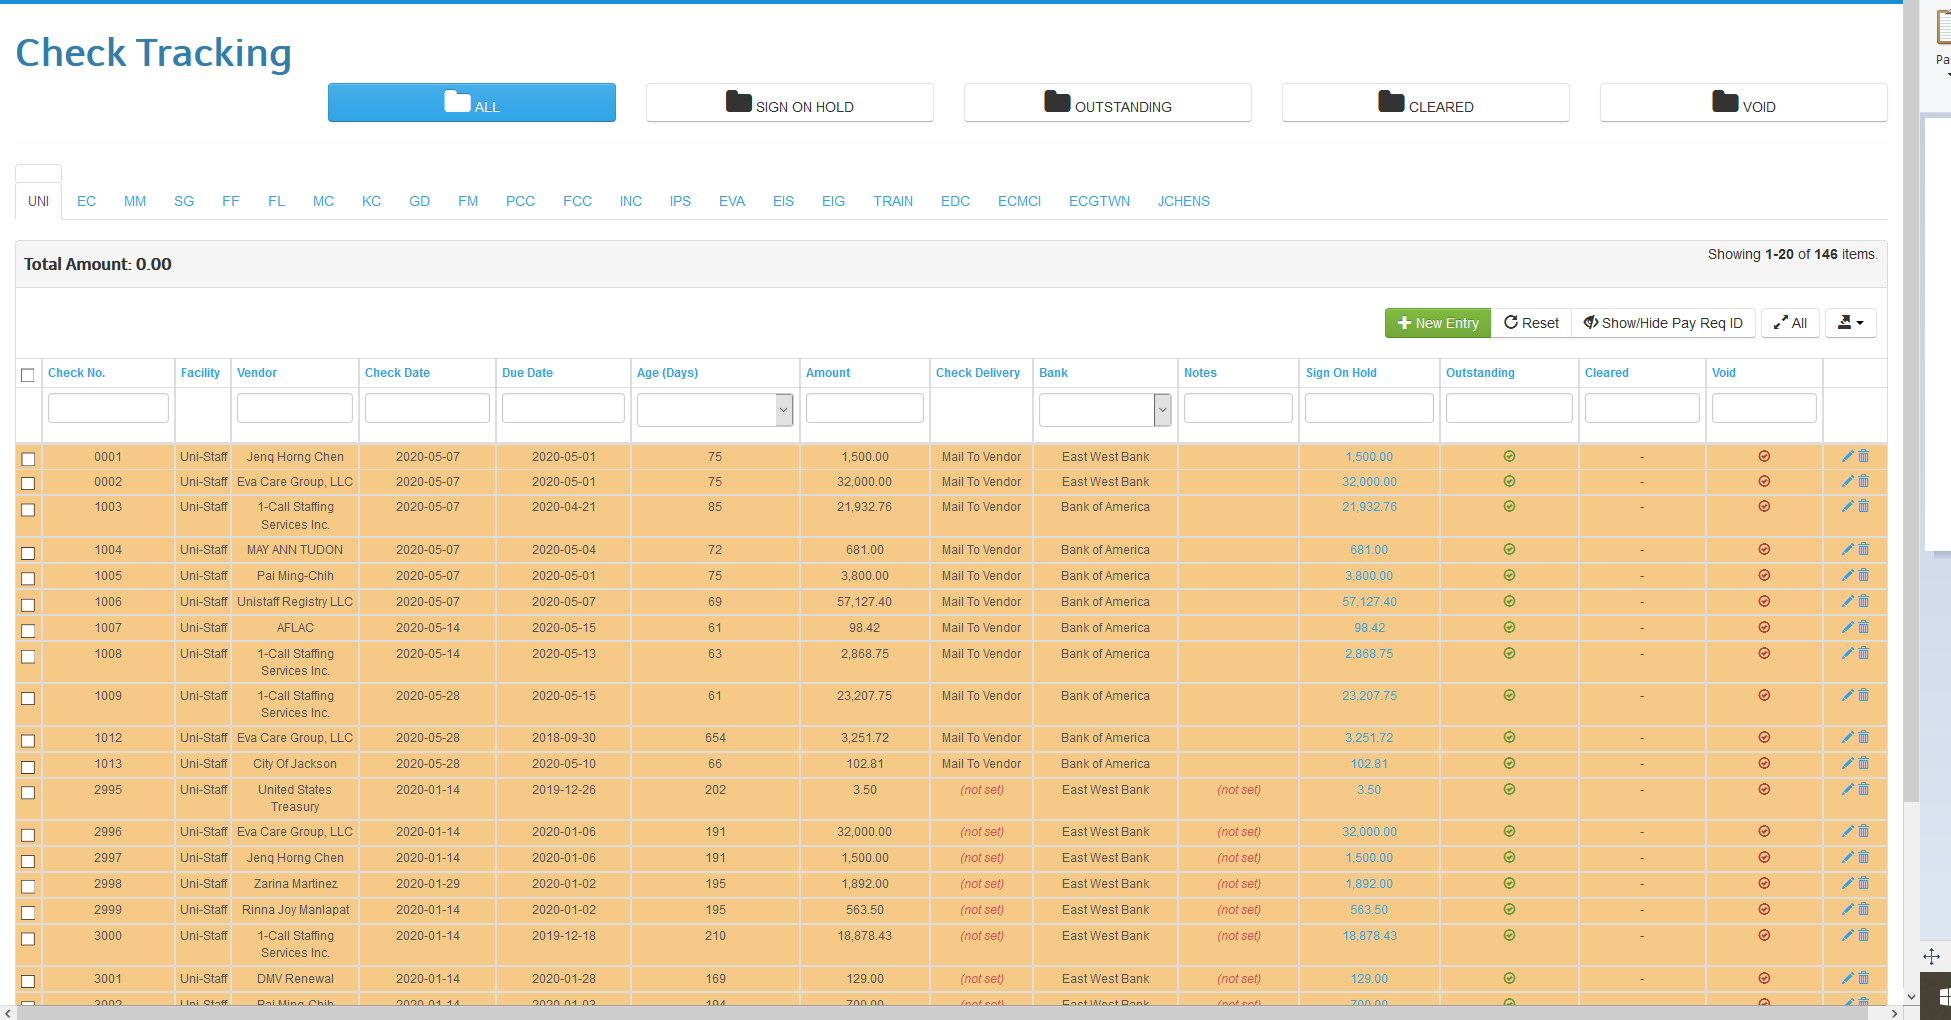 Check Tracking
ALL SIGN ON HOLD OUTSTANDING CLEARED VOID
UNI EC MM SG FF FL MC KC GD FM PCC FCC INC IPS EVA EIS EIG TRAIN EDC ECMCI ECGTWN JCHENS
Total Amount: 0.00 Showing 1-20 of 146 items.
New Entry Reset Show/Hide Pay Req ID All
Check No. Facility Vendor Check Date Due Date Age (Days) Amount Check Delivery Bank Notes Sign On Hold Outstanding Cleared Void
0001 Uni-Staff Jenq Horng Chen 2020-05-07 2020-05-01 75 1,500.00 Mail To Vendor East West Bank 1,500.00 -
0002 Uni-Staff Eva Care Group, LLC 2020-05-07 2020-05-01 75 32,000.00 Mail To Vendor East West Bank 32,000.00 -
1003 Uni-Staff 1-Call Staffing 2020-05-07 2020-04-21 85 21,932.76 Mail To Vendor Bank of America 21,932.76 -
Services Inc.
1004 Uni-Staff MAY ANN TUDON 2020-05-07 2020-05-04 72 681.00 Mail To Vendor Bank of America 681.00 -
1005 Uni-Staff Pai Ming-Chih 2020-05-07 2020-05-01 75 3,800.00 Mail To Vendor Bank of America 3,800.00 -
1006 Uni-Staff Unistaff Registry LLC 2020-05-07 2020-05-07 69 57,127.40 Mail To Vendor Bank of America 57,127.40 -
1007 Uni-Staff AFLAC 2020-05-14 2020-05-15 61 98.42 Mail To Vendor Bank of America 98.42 -
1008 Uni-Staff 1-Call Staffing 2020-05-14 2020-05-13 63 2,868.75 Mail To Vendor Bank of America 2,868.75 -
Services Inc.
1009 Uni-Staff 1-Call Staffing 2020-05-28 2020-05-15 61 23,207.75 Mail To Vendor Bank of America 23,207.75 -
Services Inc.
1012 Uni-Staff Eva Care Group, LLC 2020-05-28 2018-09-30 654 3,251.72 Mail To Vendor Bank of America 3,251.72 -
1013 Uni-Staff City Of Jackson 2020-05-28 2020-05-10 66 102.81 Mail To Vendor Bank of America 102.81 -
2995 Uni-Staff United States 2020-01-14 2019-12-26 202 3.50 (not set) East West Bank (not set) 3.50 -
Treasury
2996 Uni-Staff Eva Care Group, LLC 2020-01-14 2020-01-06 191 32,000.00 (not set) East West Bank (not set) 32,000.00 -
2997 Uni-Staff Jenq Horng Chen 2020-01-14 2020-01-06 191 1,500.00 (not set) East West Bank (not set) 1,500.00 -
2998 Uni-Staff Zarina Martinez 2020-01-29 2020-01-02 195 1,892.00 (not set) East West Bank (not set) 1,892.00 -
2999 Uni-Staff Rinna Joy Manlapat 2020-01-14 2020-01-02 195 563.50 (not set) East West Bank (not set) 563.50 -
3000 Uni-Staff 1-Call Staffing 2020-01-14 2019-12-18 210 18,878.43 (not set) East West Bank (not set) 18,878.43 -
Services Inc.
3001 Uni-Staff DMV Renewal 2020-01-14 2020-01-28 169 129.00 (not set) East West Bank (not set) 129.00 -
3002 Uni-Staff Pai Ming-Chih 2020-01-14 2020-01-03 194 700.00 (not set) East West Bank (not set) 700.00